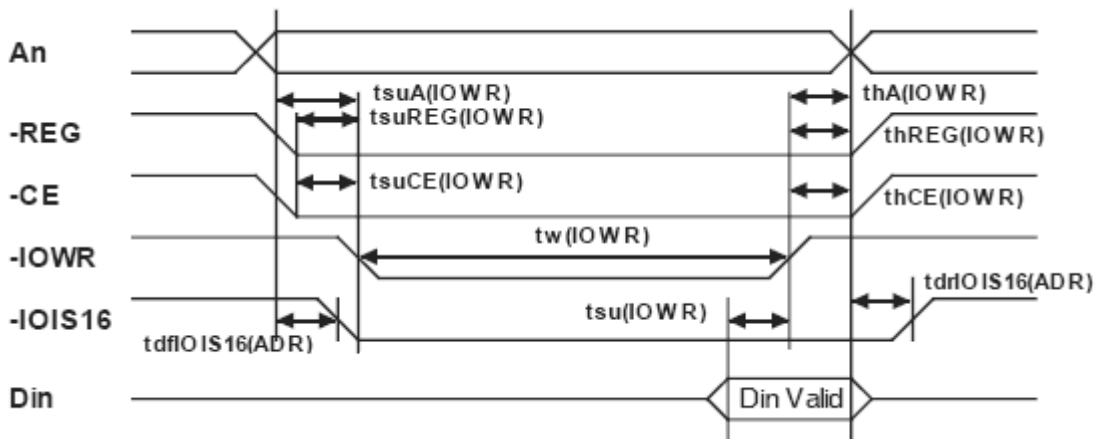 An
tsuA(IOWR)
thA(IOWR)
tsuREG(IOWR)
-REG
thREG(IOWR)
tsuCE(IOWR)
-CE
thCE(IOWR)
tw(IOWR)
-IOWR
tdrIOIS16(ADR)
-IOIS16
tsu(IOWR)
tdfIOIS16(ADR)
Din
Din Valid